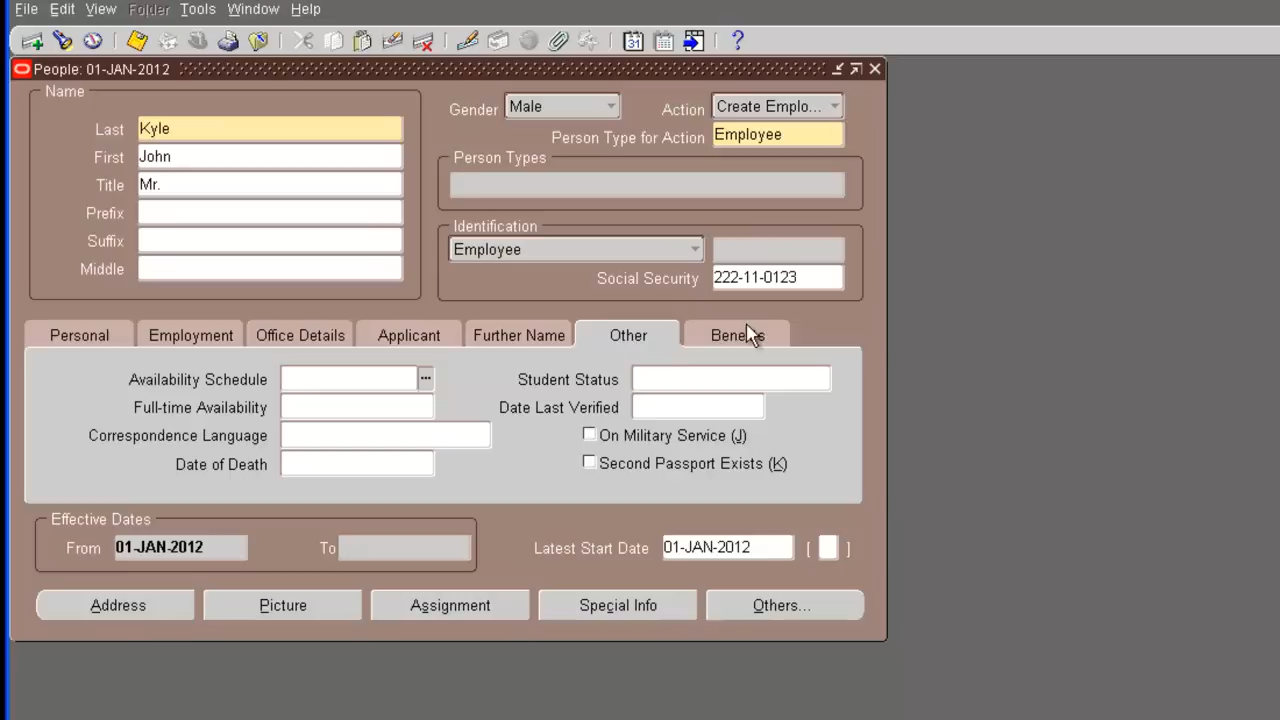 File Edit View Folder Tools Window Help
31 ?
People: 01-JAN-2012
Name
Last Kyle
First John
Title Mr.
Prefix
Suffix
Middle
Gender Male Action Create Emplo...
Person Type for Action Employee
Person Types
Identification
Employee
Social Security 222-11-0123
Personal Employment Office Details Applicant Further Name Other Benefits
Availability Schedule ... Student Status
Full-time Availability Date Last Verified
Correspondence Language On Military Service (J)
Date of Death Second Passport Exists (K)
Effective Dates
From 01-JAN-2012 To Latest Start Date 01-JAN-2012 [ ]
Address Picture Assignment Special Info Others...